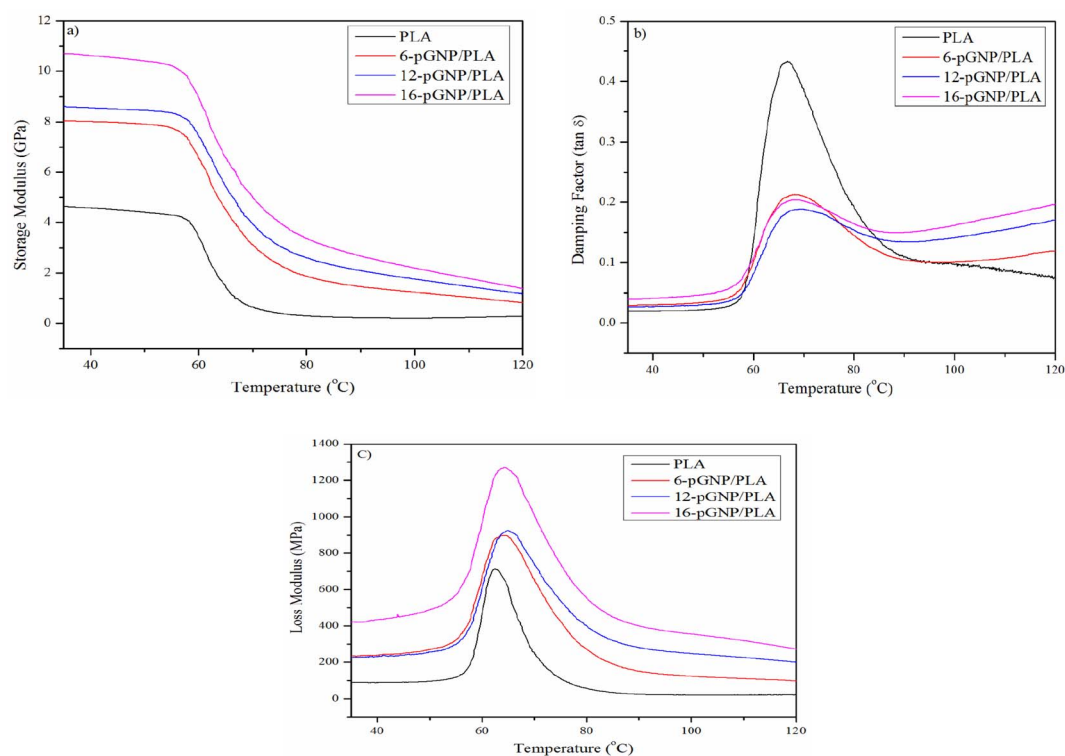 a)
PLA
6-pGNP/PLA
12-pGNP/PLA
16-pGNP/PLA
12
10
8
6
4
2
0
Storage Modulus (GPa)
40 60 80 100 120
Temperature (°C)
b)
PLA
6-pGNP/PLA
12-pGNP/PLA
16-pGNP/PLA
0.5
0.4
0.3
0.2
0.1
0.0
Damping Factor (tan δ)
40 60 80 100 120
Temperature (°C)
C)
PLA
6-pGNP/PLA
12-pGNP/PLA
16-pGNP/PLA
1400
1200
1000
800
600
400
200
0
Loss Modulus (MPa)
40 60 80 100 120
Temperature (°C)